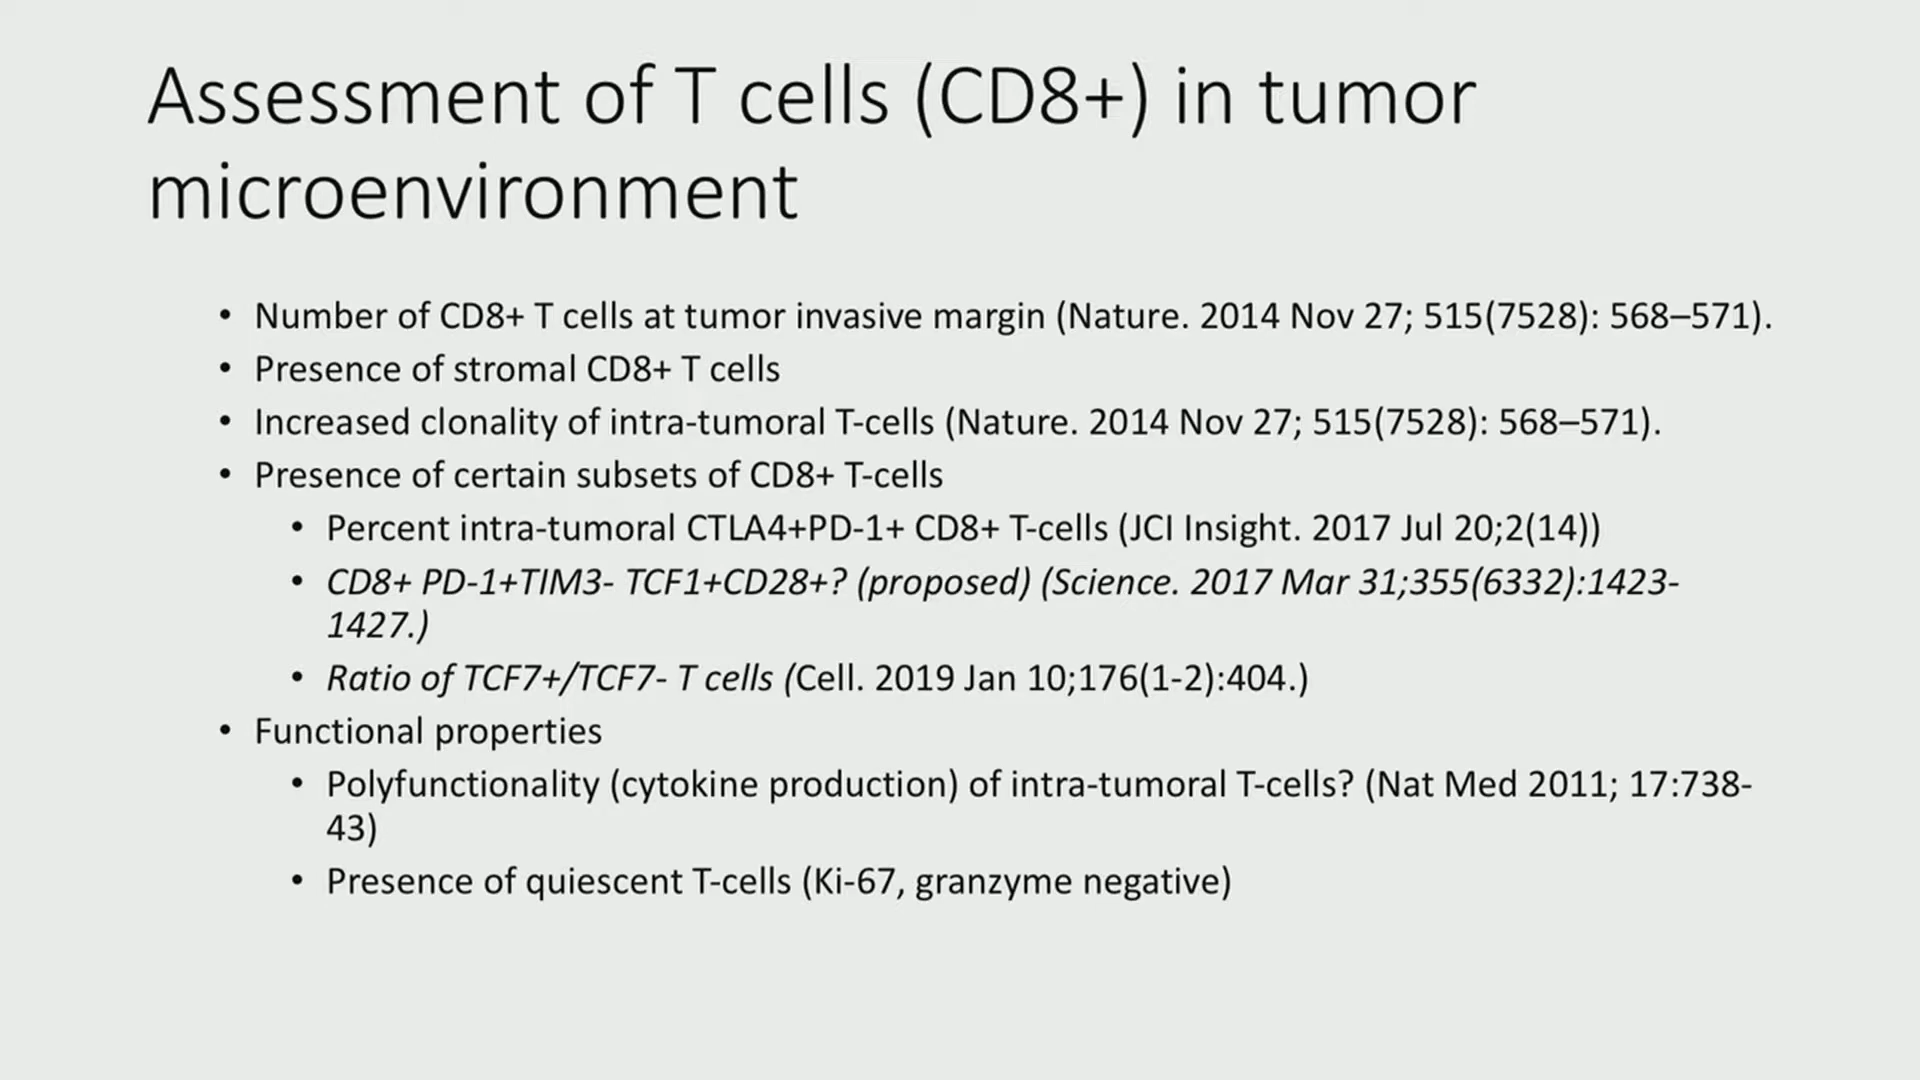 Assessment of T cells (CD8+) in tumor
microenvironment
• Number of CD8+ T cells at tumor invasive margin (Nature. 2014 Nov 27; 515(7528): 568–571).
• Presence of stromal CD8+ T cells
• Increased clonality of intra-tumoral T-cells (Nature. 2014 Nov 27; 515(7528): 568–571).
• Presence of certain subsets of CD8+ T-cells
• Percent intra-tumoral CTLA4+PD-1+ CD8+ T-cells (JCI Insight. 2017 Jul 20;2(14))
• CD8+ PD-1+TIM3- TCF1+CD28+? (proposed) (Science. 2017 Mar 31;355(6332):1423-
1427.)
• Ratio of TCF7+/TCF7- T cells (Cell. 2019 Jan 10;176(1-2):404.)
• Functional properties
• Polyfunctionality (cytokine production) of intra-tumoral T-cells? (Nat Med 2011; 17:738-
43)
• Presence of quiescent T-cells (Ki-67, granzyme negative)